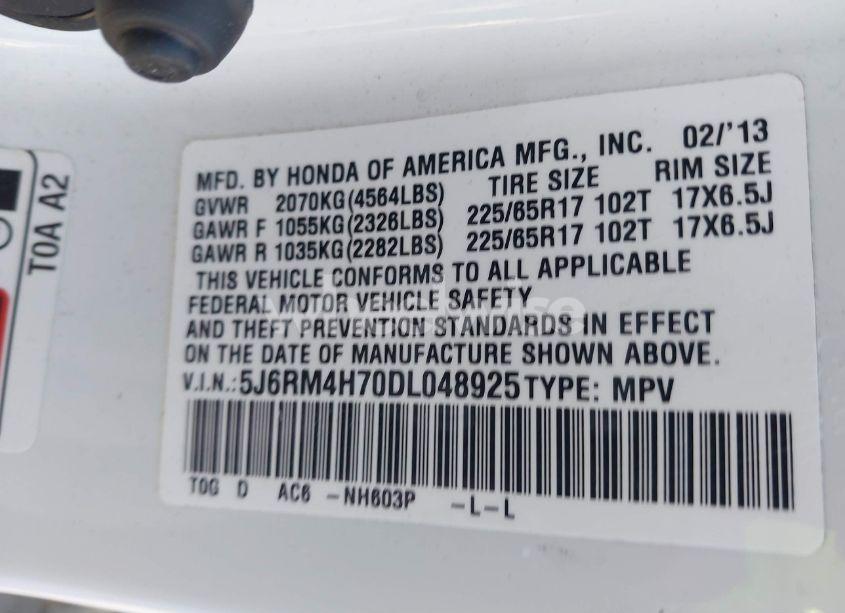 MFD. BY HONDA OF AMERICA MFG., INC. 02/'13
GVWR 2070KG(4564LBS) TIRE SIZE RIM SIZE
GAWR F 1055KG(2326LBS) 225/65R17 102T 17X6.5J
GAWR R 1035KG(2282LBS) 225/65R17 102T 17X6.5J
THIS VEHICLE CONFORMS TO ALL APPLICABLE
FEDERAL MOTOR VEHICLE SAFETY
AND THEFT PREVENTION STANDARDS IN EFFECT
ON THE DATE OF MANUFACTURE SHOWN ABOVE.
V.I.N.:5J6RM4H70DL048925 TYPE: MPV
T0G D AC6 -NH603P -L-L
T0A A2